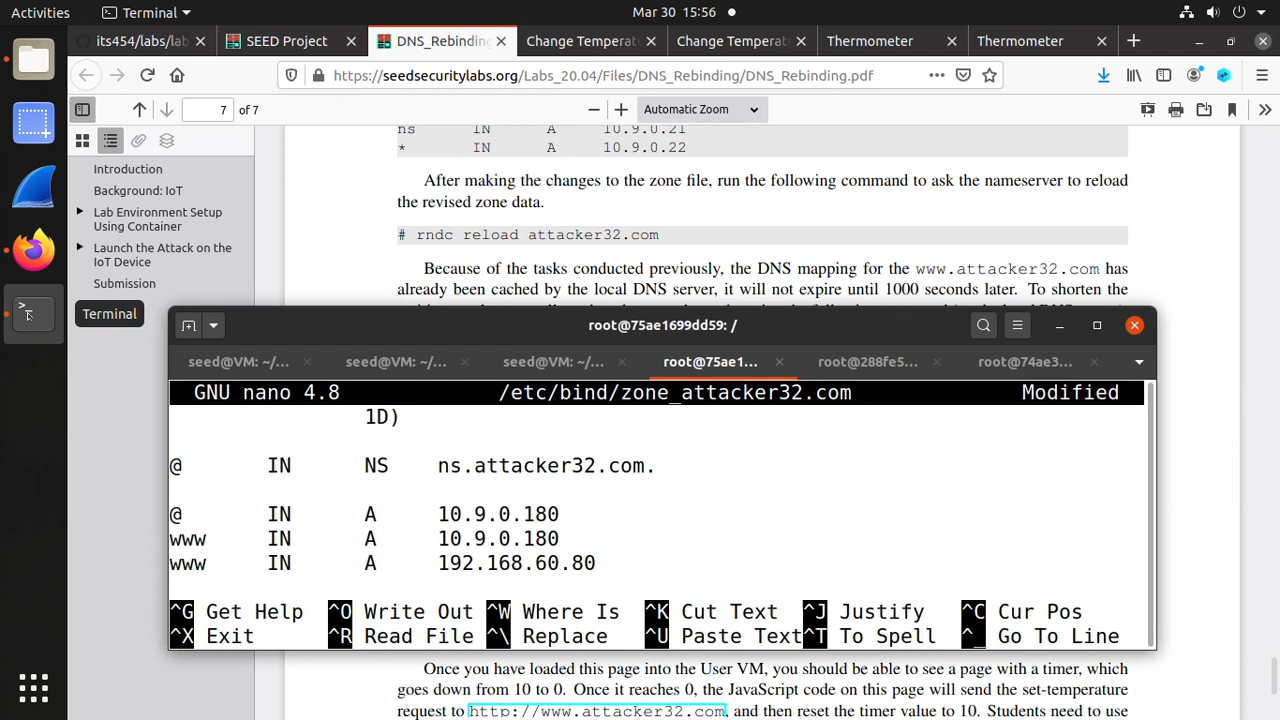 Activities Terminal Mar 30 15:56
its454/labs/lab SEED Project DNS_Rebinding Change Temperat Change Temperat Thermometer Thermometer
https://seedsecuritylabs.org/Labs_20.04/Files/DNS_Rebinding/DNS_Rebinding.pdf
7 of 7 Automatic Zoom
Introduction
Background: IoT
Lab Environment Setup
Using Container
Launch the Attack on the
IoT Device
Submission
Terminal
ns IN A 10.9.0.21
* IN A 10.9.0.22
After making the changes to the zone file, run the following command to ask the nameserver to reload
the revised zone data.
# rndc reload attacker32.com
Because of the tasks conducted previously, the DNS mapping for the www.attacker32.com has
already been cached by the local DNS server, it will not expire until 1000 seconds later. To shorten the
root@75ae1699dd59: /
seed@VM: ~/... seed@VM: ~/... seed@VM: ~/... root@75ae1... root@288fe5... root@74ae3...
GNU nano 4.8 /etc/bind/zone_attacker32.com Modified
1D)
@ IN NS ns.attacker32.com.
@ IN A 10.9.0.180
www IN A 10.9.0.180
www IN A 192.168.60.80
^G Get Help ^O Write Out ^W Where Is ^K Cut Text ^J Justify ^C Cur Pos
^X Exit ^R Read File ^\ Replace ^U Paste Text ^T To Spell ^_ Go To Line
Once you have loaded this page into the User VM, you should be able to see a page with a timer, which
goes down from 10 to 0. Once it reaches 0, the JavaScript code on this page will send the set-temperature
request to http://www.attacker32.com, and then reset the timer value to 10. Students need to use